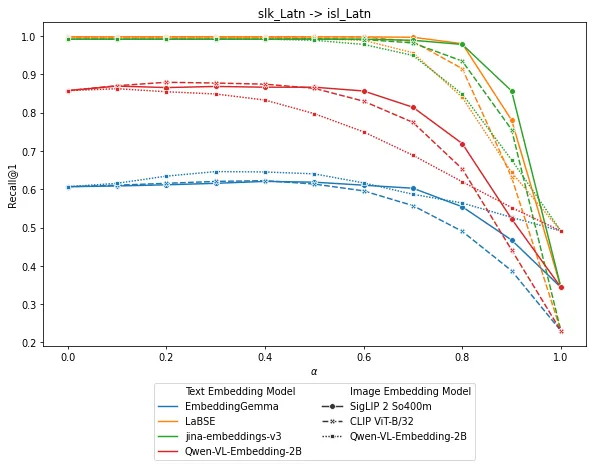 slk_Latn -> isl_Latn
Recall@1
1.0
0.9
0.8
0.7
0.6
0.5
0.4
0.3
0.2
0.0 0.2 0.4 0.6 0.8 1.0
α
Text Embedding Model Image Embedding Model
EmbeddingGemma SigLIP 2 So400m
LaBSE CLIP ViT-B/32
jina-embeddings-v3 Qwen-VL-Embedding-2B
Qwen-VL-Embedding-2B